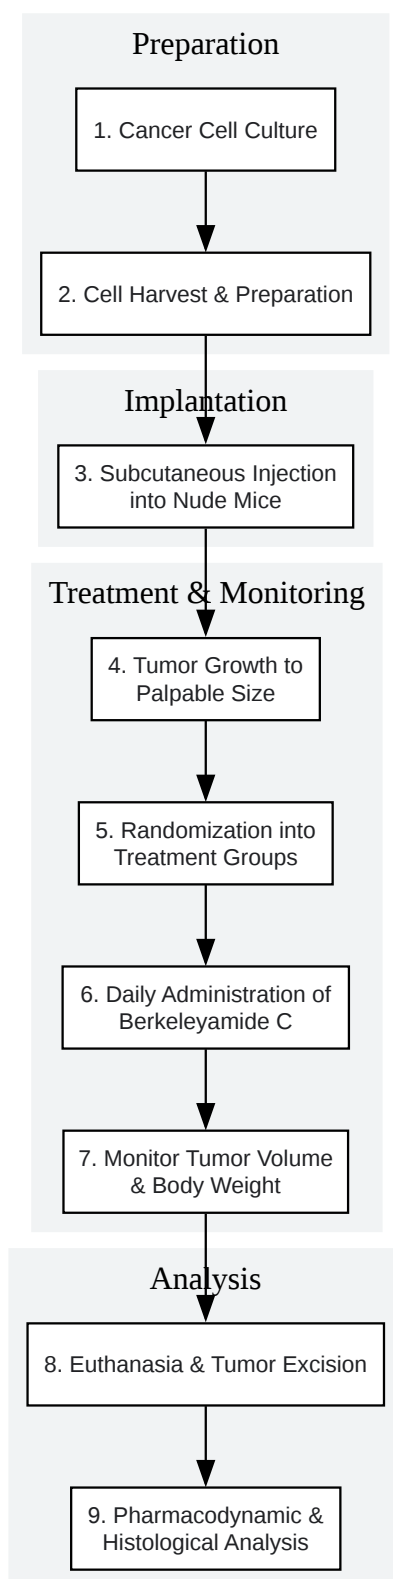 Preparation
1. Cancer Cell Culture
2. Cell Harvest & Preparation
Implantation
3. Subcutaneous Injection
into Nude Mice
Treatment & Monitoring
4. Tumor Growth to
Palpable Size
5. Randomization into
Treatment Groups
6. Daily Administration of
Berkeleyamide C
7. Monitor Tumor Volume
& Body Weight
Analysis
8. Euthanasia & Tumor Excision
9. Pharmacodynamic &
Histological Analysis